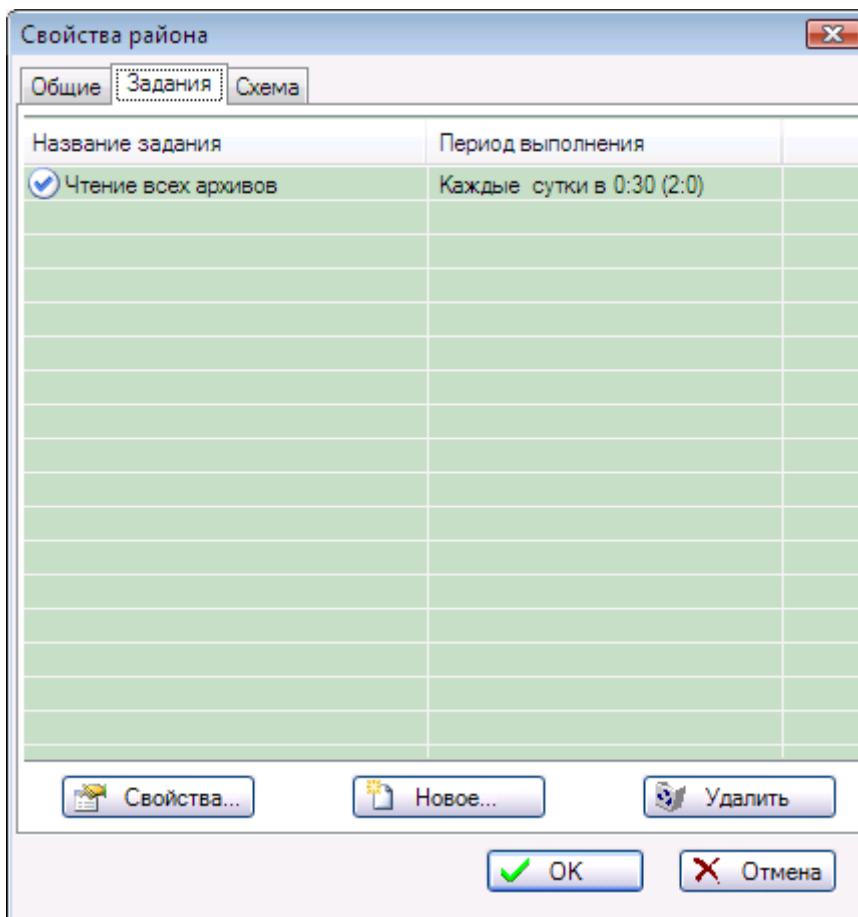 Свойства района
Общие Задания Схема
Название задания Период выполнения
Чтение всех архивов Каждые сутки в 0:30 (2:0)
Свойства... Новое... Удалить
OK Отмена